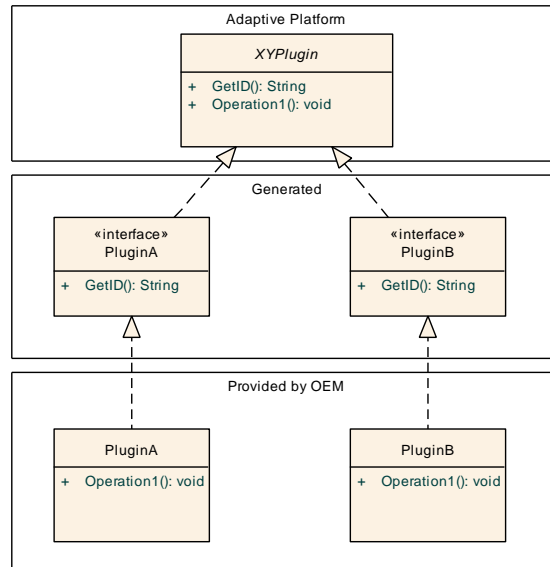 Adaptive Platform
XYPlugin
+ GetID(): String
+ Operation1(): void
Generated
«interface»
PluginA
+ GetID(): String
«interface»
PluginB
+ GetID(): String
Provided by OEM
PluginA
+ Operation1(): void
PluginB
+ Operation1(): void